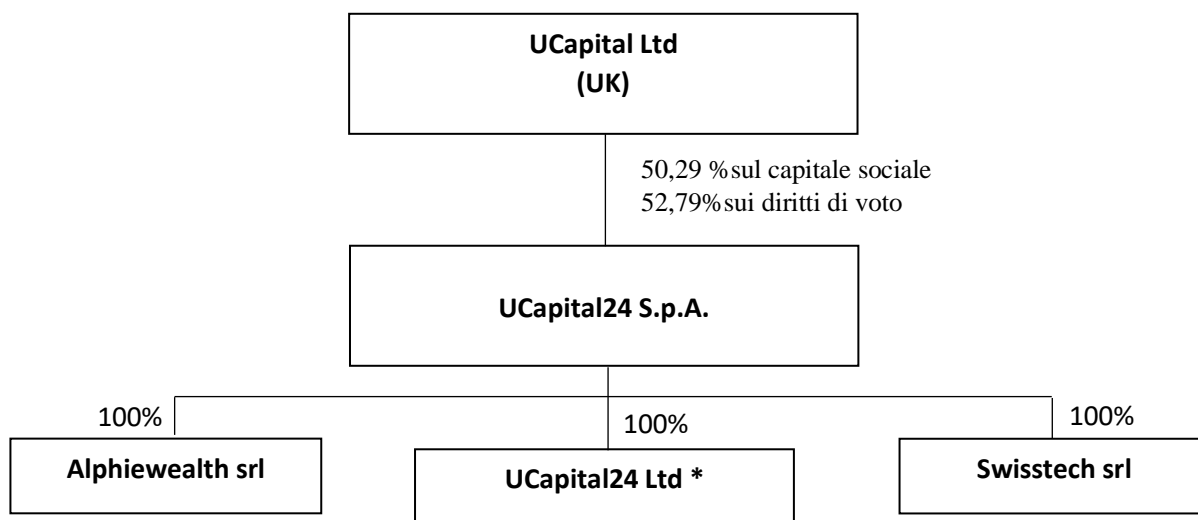 UCapital Ltd
(UK)
50,29 % sul capitale sociale
52,79% sui diritti di voto
UCapital24 S.p.A.
100%
100%
100%
Alphiewealth srl
UCapital24 Ltd *
Swisstech srl